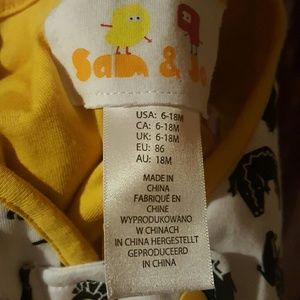 Sam & Jo
USA: 6-18M
CA: 6-18M
UK: 6-18M
EU: 86
AU: 18M
MADE IN
CHINA
FABRIQUÉ EN
CHINE
WYPRODUKOWANO
W CHINACH
IN CHINA HERGESTELLT
GEPRODUCEERD
IN CHINA